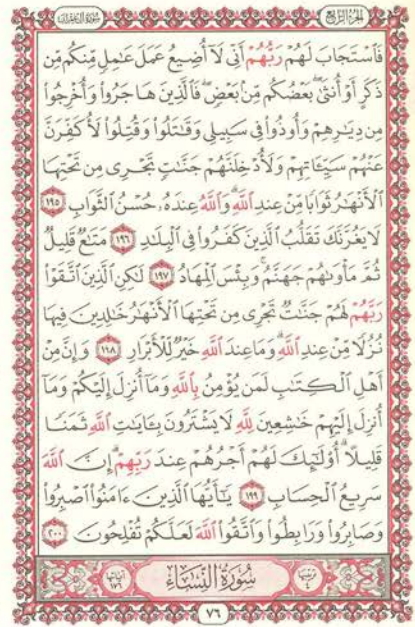 الجزء الرابع
سورة آل عمران
فَٱسْتَجَابَ لَهُمْ رَبُّهُمْ أَنِّى لَآ أُضِيعُ عَمَلَ عَٰمِلٍ مِّنكُم مِّن
ذَكَرٍ أَوْ أُنثَىٰ ۖ بَعْضُكُم مِّنۢ بَعْضٍ ۖ فَٱلَّذِينَ هَاجَرُوا۟ وَأُخْرِجُوا۟
مِن دِيَٰرِهِمْ وَأُوذُوا۟ فِى سَبِيلِى وَقَٰتَلُوا۟ وَقُتِلُوا۟ لَأُكَفِّرَنَّ
عَنْهُمْ سَيِّـَٔاتِهِمْ وَلَأُدْخِلَنَّهُمْ جَنَّٰتٍ تَجْرِى مِن تَحْتِهَا
ٱلْأَنْهَٰرُ ثَوَابًا مِّنْ عِندِ ٱللَّهِ ۗ وَٱللَّهُ عِندَهُۥ حُسْنُ ٱلثَّوَابِ ١٩٥
لَا يَغُرَّنَّكَ تَقَلُّبُ ٱلَّذِينَ كَفَرُوا۟ فِى ٱلْبِلَٰدِ ١٩٦ مَتَٰعٌ قَلِيلٌ
ثُمَّ مَأْوَىٰهُمْ جَهَنَّمُ ۚ وَبِئْسَ ٱلْمِهَادُ ١٩٧ لَٰكِنِ ٱلَّذِينَ ٱتَّقَوْا۟
رَبَّهُمْ لَهُمْ جَنَّٰتٌ تَجْرِى مِن تَحْتِهَا ٱلْأَنْهَٰرُ خَٰلِدِينَ فِيهَا
نُزُلًا مِّنْ عِندِ ٱللَّهِ ۗ وَمَا عِندَ ٱللَّهِ خَيْرٌ لِّلْأَبْرَارِ ١٩٨ وَإِنَّ مِنْ
أَهْلِ ٱلْكِتَٰبِ لَمَن يُؤْمِنُ بِٱللَّهِ وَمَآ أُنزِلَ إِلَيْكُمْ وَمَآ
أُنزِلَ إِلَيْهِمْ خَٰشِعِينَ لِلَّهِ لَا يَشْتَرُونَ بِـَٔايَٰتِ ٱللَّهِ ثَمَنًا
قَلِيلًا ۗ أُو۟لَٰٓئِكَ لَهُمْ أَجْرُهُمْ عِندَ رَبِّهِمْ ۗ إِنَّ ٱللَّهَ
سَرِيعُ ٱلْحِسَابِ ١٩٩ يَٰٓأَيُّهَا ٱلَّذِينَ ءَامَنُوا۟ ٱصْبِرُوا۟
وَصَابِرُوا۟ وَرَابِطُوا۟ وَٱتَّقُوا۟ ٱللَّهَ لَعَلَّكُمْ تُفْلِحُونَ ٢٠٠
ترتيبها ٤ سُورَةُ النِّسَاءِ آياتها ١٧٦
٧٦